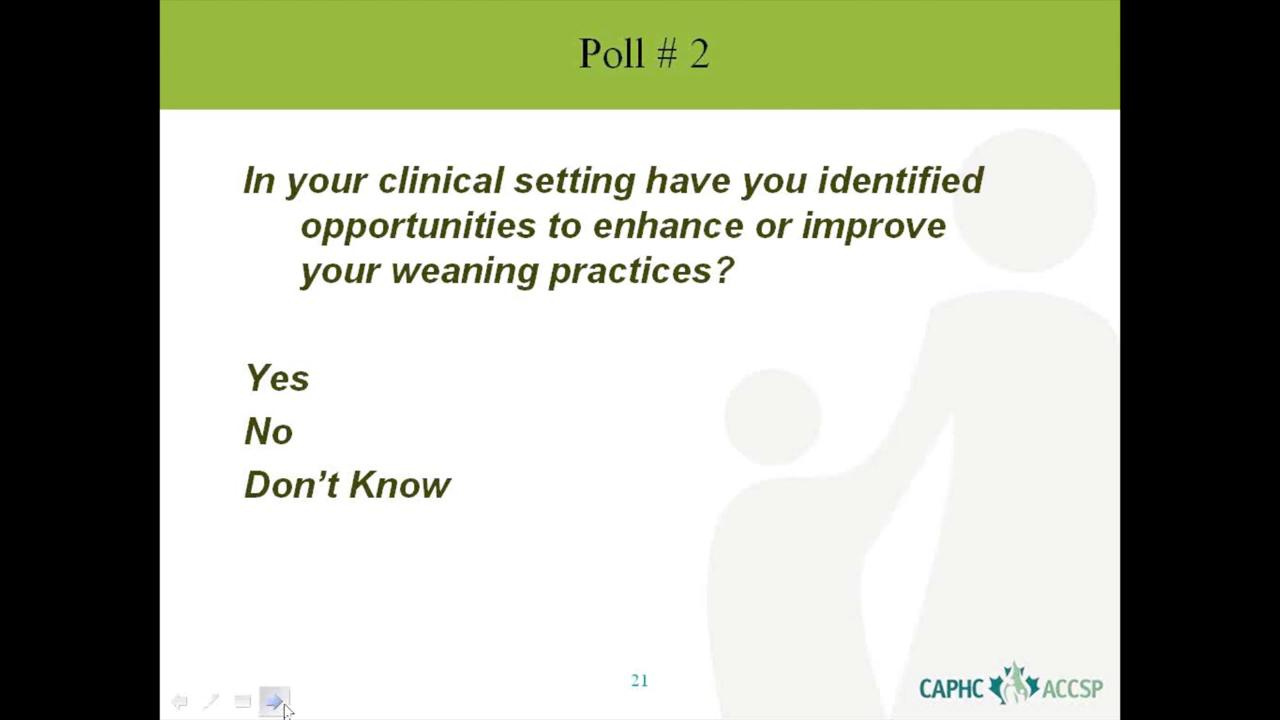 Poll # 2
In your clinical setting have you identified
opportunities to enhance or improve
your weaning practices?
Yes
No
Don’t Know
21
CAPHC ACCSP